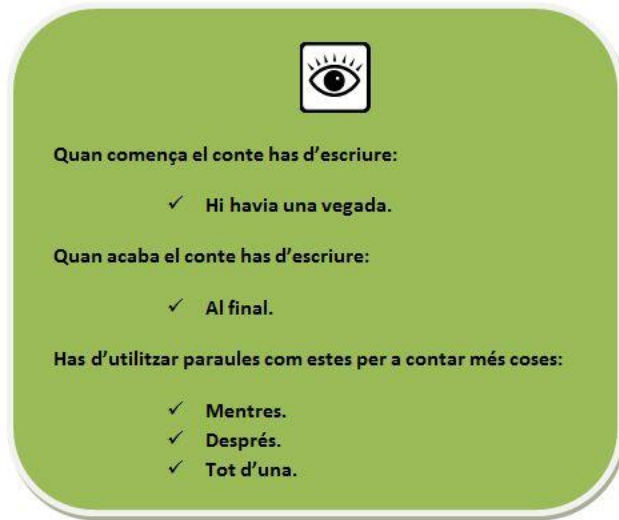 Quan comença el conte has d’escriure:
✓ Hi havia una vegada.
Quan acaba el conte has d’escriure:
✓ Al final.
Has d’utilitzar paraules com estes per a contar més coses:
✓ Mentres.
✓ Després.
✓ Tot d’una.